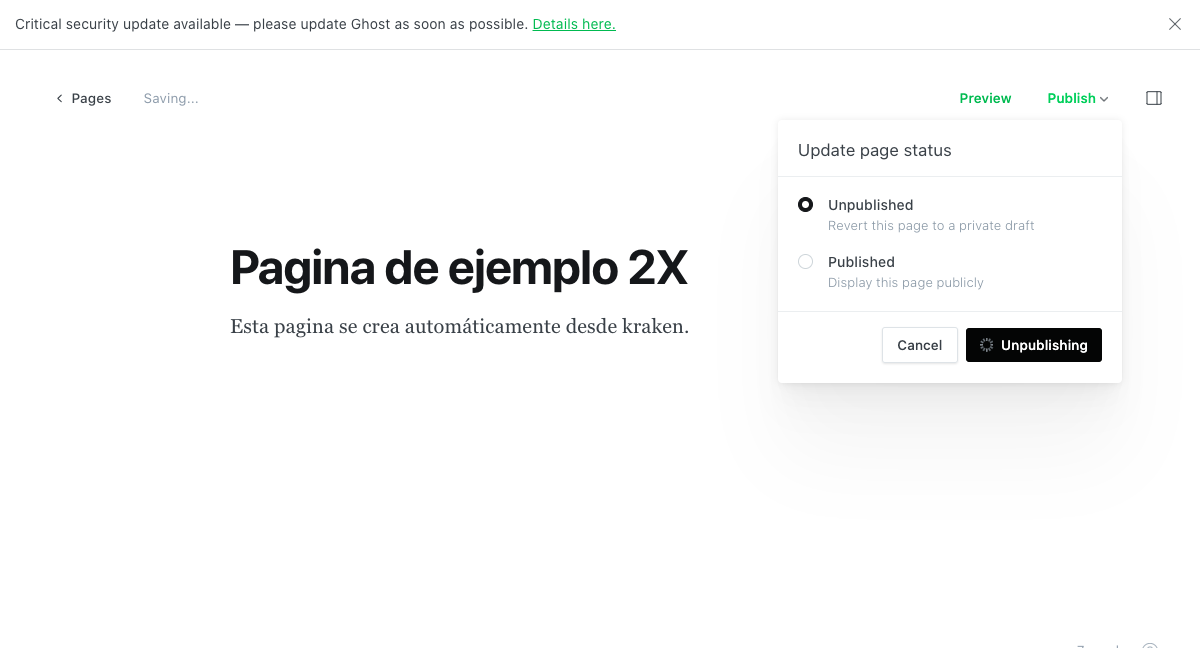 Critical security update available — please update Ghost as soon as possible. Details here.
Pages Saving... Preview Publish
Update page status
Unpublished
Revert this page to a private draft
Published
Display this page publicly
Cancel Unpublishing
Pagina de ejemplo 2X
Esta pagina se crea automáticamente desde kraken.